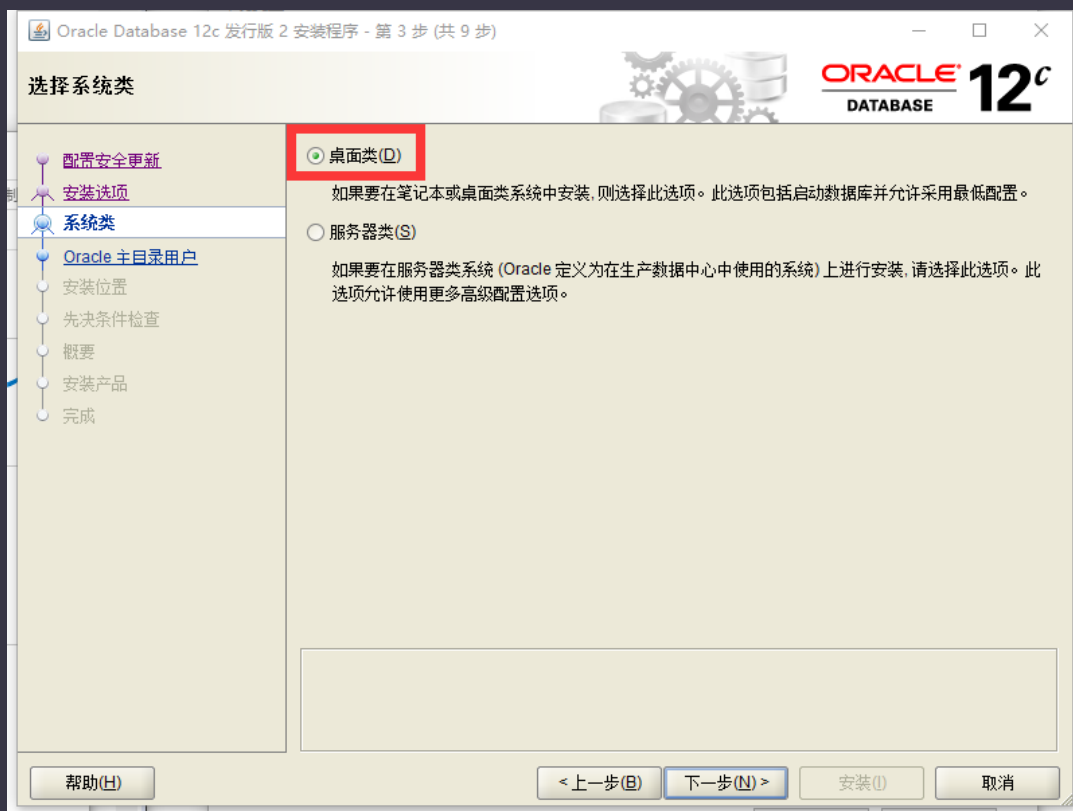 Oracle Database 12c 发行版 2 安装程序 - 第 3 步 (共 9 步)
选择系统类
ORACLE
DATABASE
12c
配置安全更新
安装选项
系统类
Oracle 主目录用户
安装位置
先决条件检查
概要
安装产品
完成
桌面类(D)
如果要在笔记本或桌面类系统中安装,则选择此选项。此选项包括启动数据库并允许采用最低配置。
服务器类(S)
如果要在服务器类系统 (Oracle 定义为在生产数据中心中使用的系统) 上进行安装,请选择此选项。此
选项允许使用更多高级配置选项。
帮助(H)
<上一步(B)
下一步(N)>
安装(I)
取消